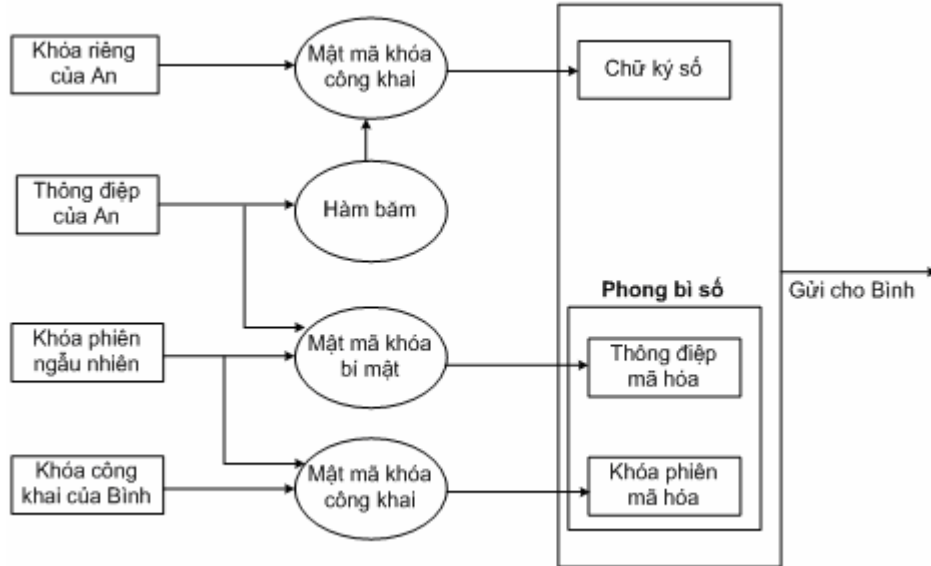 Khóa riêng
của An
Mật mã khóa
công khai
Chữ ký số
Thông điệp
của An
Hàm băm
Phong bì số
Gửi cho Bình
Khóa phiên
ngẫu nhiên
Mật mã khóa
bí mật
Thông điệp
mã hóa
Khóa công
khai của Bình
Mật mã khóa
công khai
Khóa phiên
mã hóa